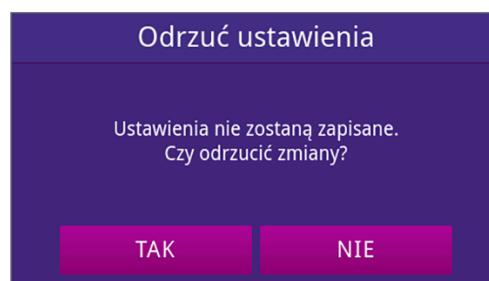 Odrzuć ustawienia
Ustawienia nie zostaną zapisane.
Czy odrzucić zmiany?
TAK
NIE